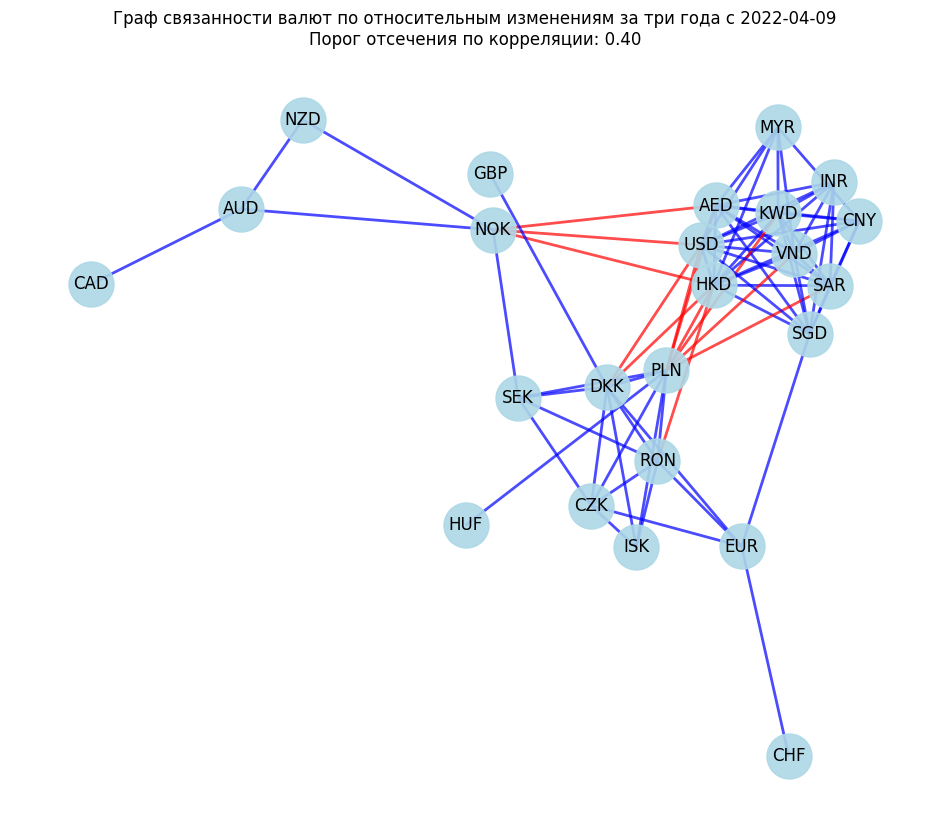 Граф связанности валют по относительным изменениям за три года с 2022-04-09
Порог отсечения по корреляции: 0.40
NZD
MYR
GBP
INR
AUD
AED
KWD
CNY
NOK
USD
VND
CAD
HKD
SAR
SGD
PLN
DKK
SEK
RON
CZK
HUF
ISK
EUR
CHF